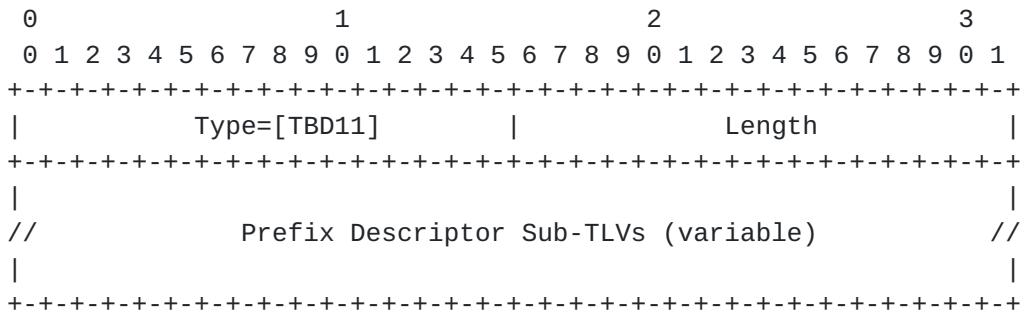 0                   1                   2                   3
 0 1 2 3 4 5 6 7 8 9 0 1 2 3 4 5 6 7 8 9 0 1 2 3 4 5 6 7 8 9 0 1
+-+-+-+-+-+-+-+-+-+-+-+-+-+-+-+-+-+-+-+-+-+-+-+-+-+-+-+-+-+-+-+-+
|           Type=[TBD11]        |             Length            |
+-+-+-+-+-+-+-+-+-+-+-+-+-+-+-+-+-+-+-+-+-+-+-+-+-+-+-+-+-+-+-+-+
|                                                               |
//             Prefix Descriptor Sub-TLVs (variable)           //
|                                                               |
+-+-+-+-+-+-+-+-+-+-+-+-+-+-+-+-+-+-+-+-+-+-+-+-+-+-+-+-+-+-+-+-+